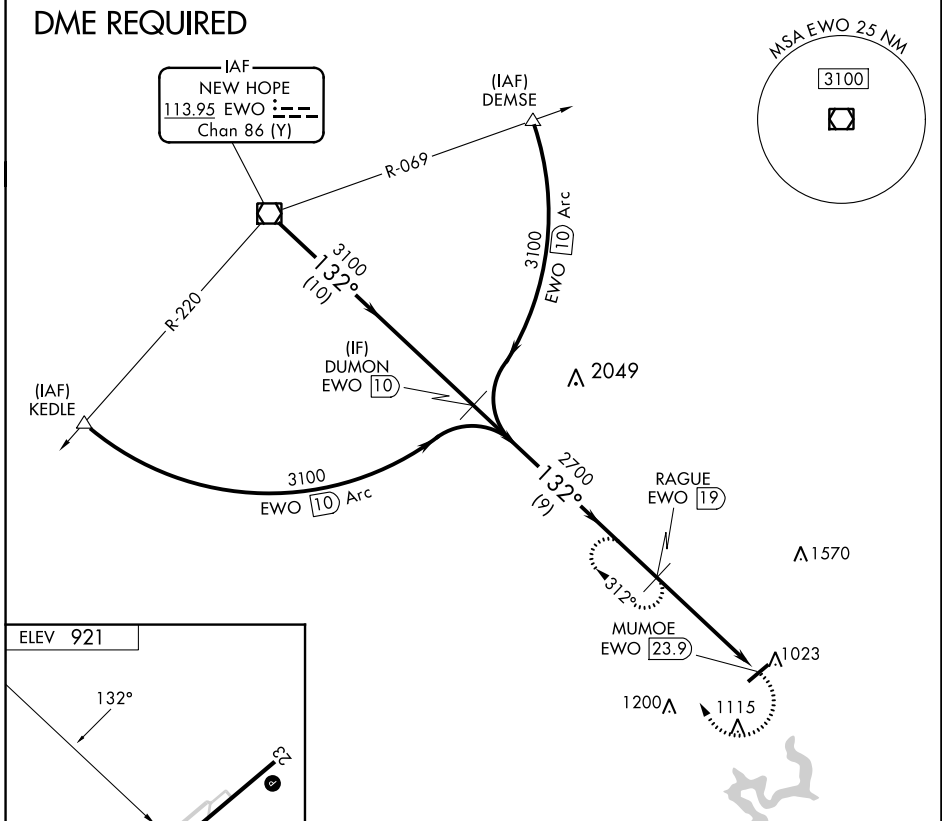 DME REQUIRED
IAF
NEW HOPE
113.95 EWO
Chan 86 (Y)
(IAF)
DEMSE
MSA EWO 25 NM
3100
R-069
R-220
3100
132°
(10)
3100
EWO 10 Arc
(IF)
DUMON
EWO 10
2049
(IAF)
KEDLE
3100
EWO 10 Arc
2700
132°
(9)
RAGUE
EWO 19
1570
312°
MUMOE
EWO 23.9
1023
1200
1115
ELEV 921
132°
23
P